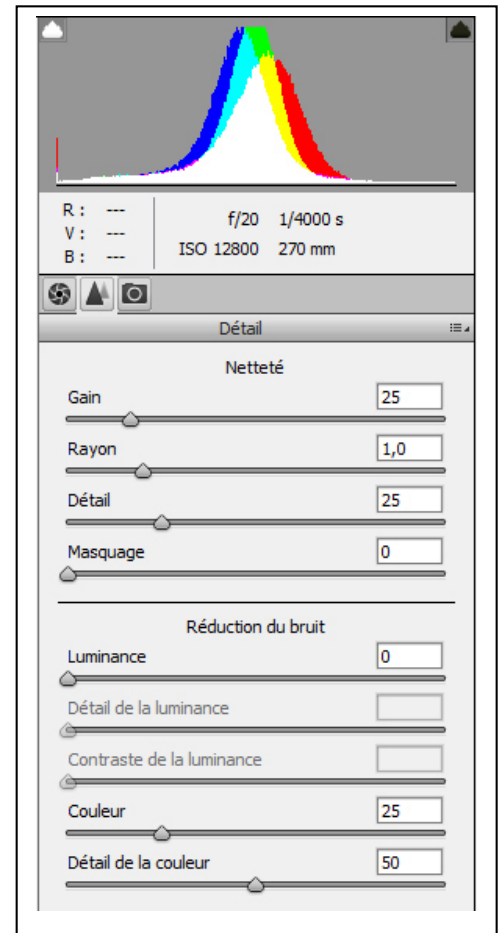 R : --- f/20 1/4000 s
V : ---
B : --- ISO 12800 270 mm
Détail
Netteté
Gain 25
Rayon 1,0
Détail 25
Masquage 0
Réduction du bruit
Luminance 0
Détail de la luminance
Contraste de la luminance
Couleur 25
Détail de la couleur 50